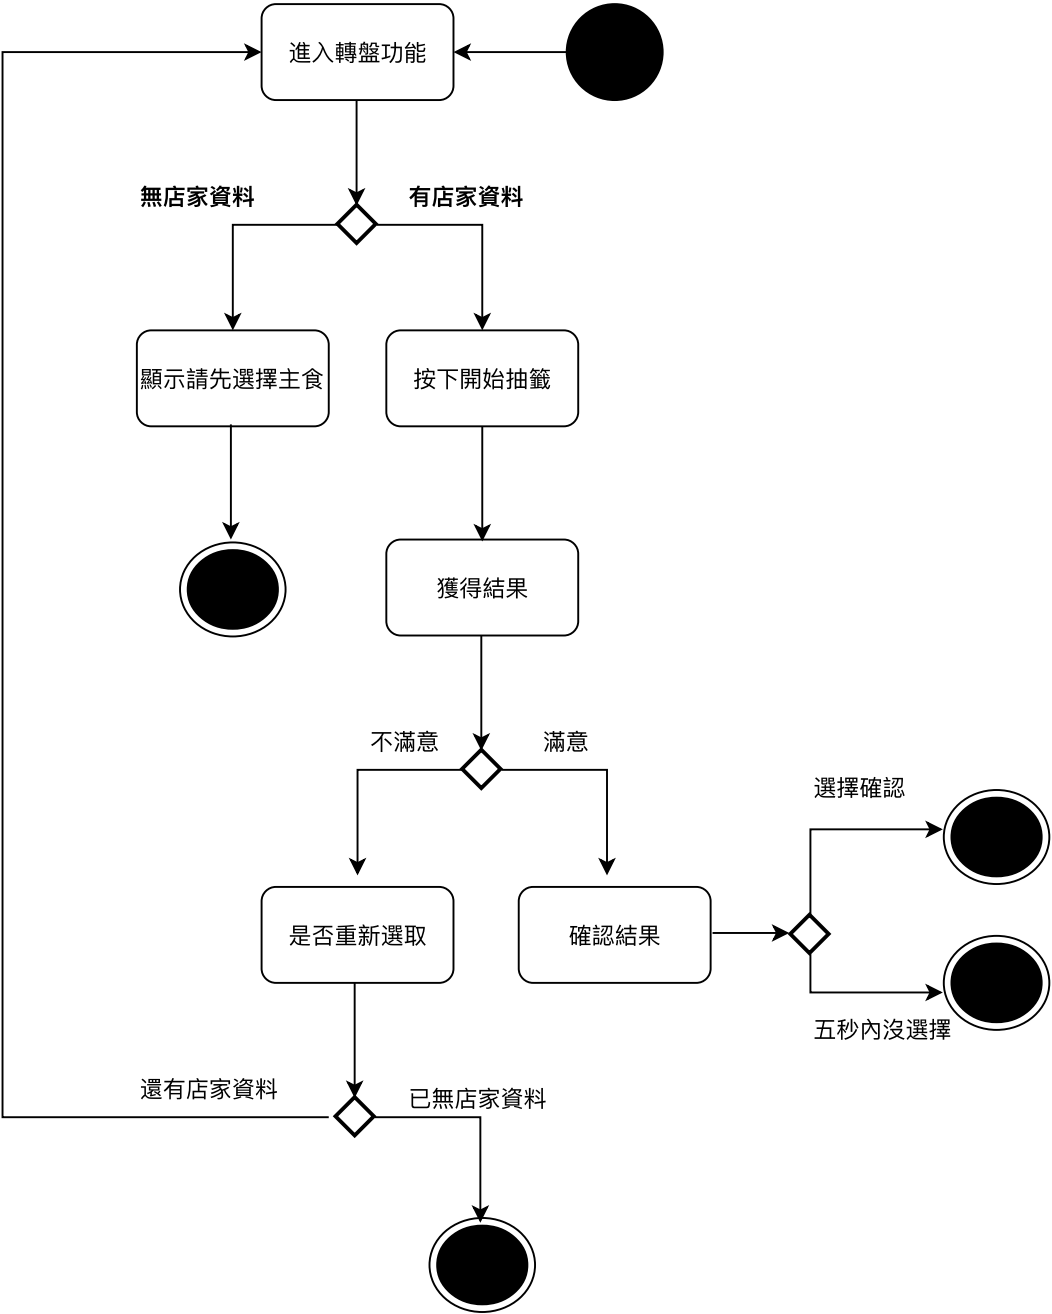 進入轉盤功能
無店家資料
有店家資料
顯示請先選擇主食
按下開始抽籤
獲得結果
不滿意
滿意
選擇確認
是否重新選取
確認結果
五秒內沒選擇
還有店家資料
已無店家資料